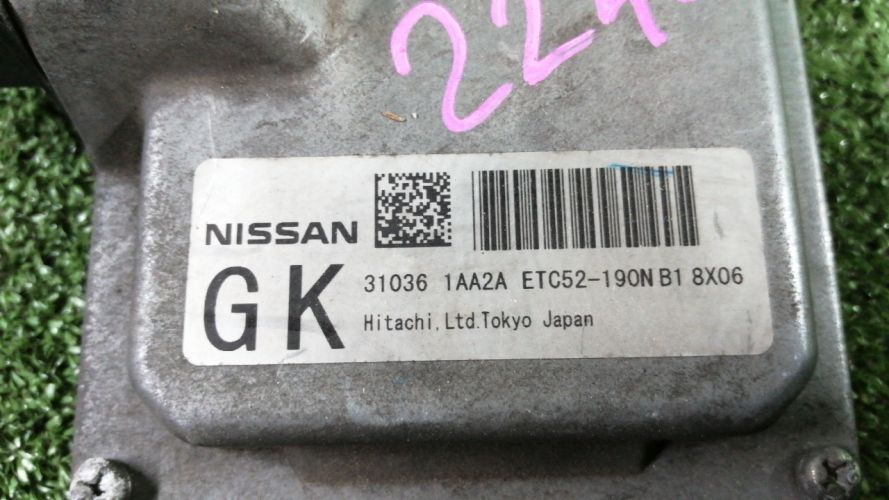 NISSAN
GK
31036 1AA2A ETC52-190N B1 8X06
Hitachi, Ltd. Tokyo Japan